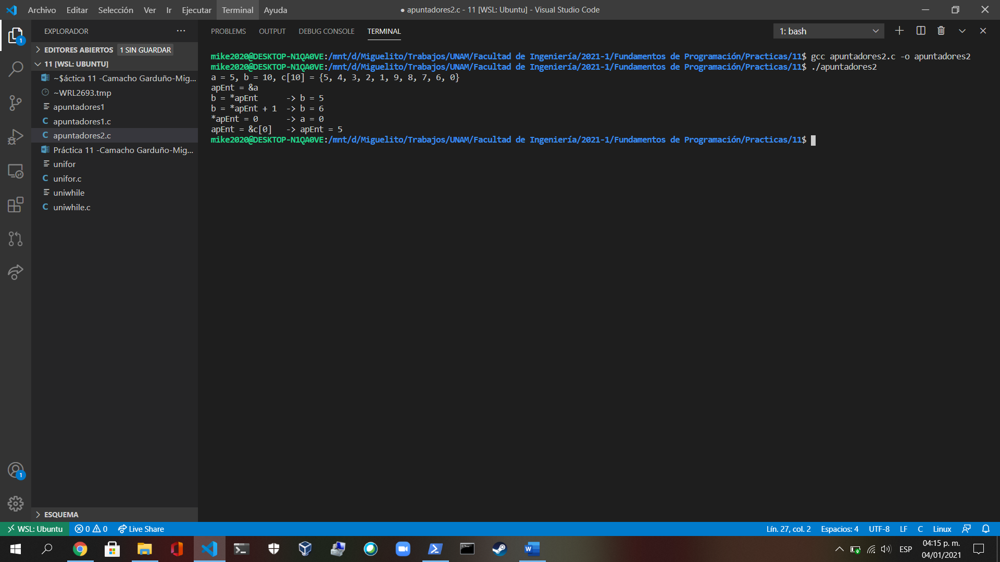 Archivo Editar Selección Ver Ir Ejecutar Terminal Ayuda
● apuntadores2.c - 11 [WSL: Ubuntu] - Visual Studio Code
EXPLORADOR
1
EDITORES ABIERTOS 1 SIN GUARDAR
11 [WSL: UBUNTU]
~$áctica 11 -Camacho Garduño-Mig...
~WRL2693.tmp
apuntadores1
C apuntadores1.c
C apuntadores2.c
Práctica 11 -Camacho Garduño-Mig...
unifor
C unifor.c
uniwhile
C uniwhile.c
1
ESQUEMA
PROBLEMS OUTPUT DEBUG CONSOLE TERMINAL
1: bash
mike2020@DESKTOP-N1QA0VE:/mnt/d/Miguelito/Trabajos/UNAM/Facultad de Ingeniería/2021-1/Fundamentos de Programación/Practicas/11$ gcc apuntadores2.c -o apuntadores2
mike2020@DESKTOP-N1QA0VE:/mnt/d/Miguelito/Trabajos/UNAM/Facultad de Ingeniería/2021-1/Fundamentos de Programación/Practicas/11$ ./apuntadores2
a = 5, b = 10, c[10] = {5, 4, 3, 2, 1, 9, 8, 7, 6, 0}
apEnt = &a
b = *apEnt      -> b = 5
b = *apEnt + 1  -> b = 6
*apEnt = 0      -> a = 0
apEnt = &c[0]   -> apEnt = 5
mike2020@DESKTOP-N1QA0VE:/mnt/d/Miguelito/Trabajos/UNAM/Facultad de Ingeniería/2021-1/Fundamentos de Programación/Practicas/11$
WSL: Ubuntu 0 0 Live Share
Lín. 27, col. 2 Espacios: 4 UTF-8 LF C Linux
ESP
04:15 p. m.
04/01/2021